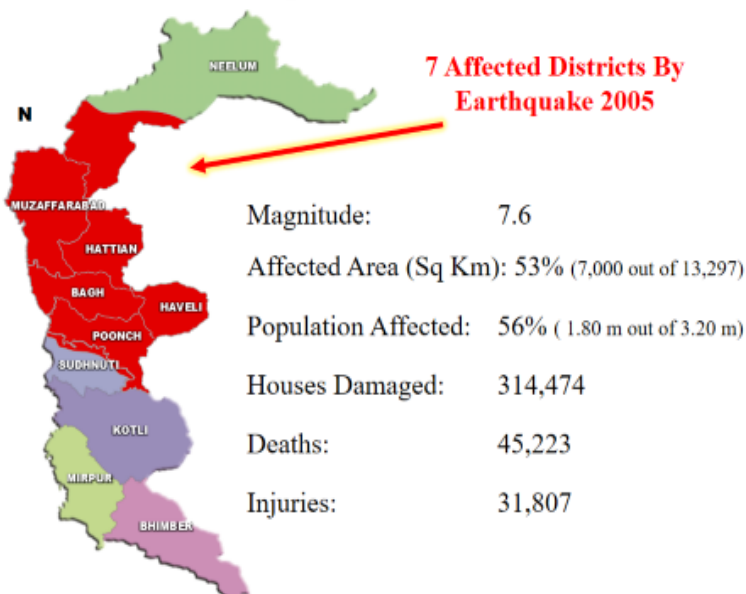 NEELUM
7 Affected Districts By
Earthquake 2005
N
MUZAFFARABAD
HATTIAN
BAGH
HAVELI
POONCH
SUDHNUTI
KOTLI
MIRPUR
BHIMBER
Magnitude: 7.6
Affected Area (Sq Km): 53% (7,000 out of 13,297)
Population Affected: 56% ( 1.80 m out of 3.20 m)
Houses Damaged: 314,474
Deaths: 45,223
Injuries: 31,807